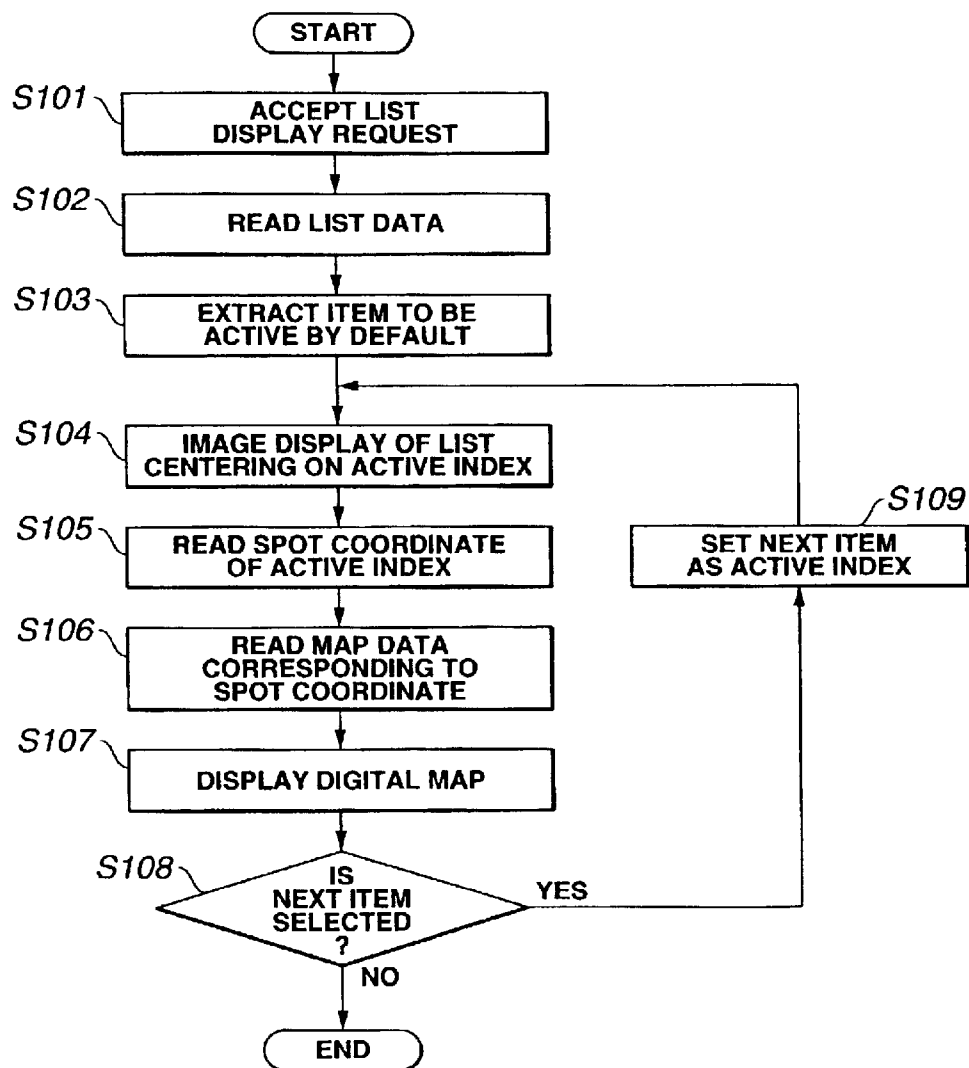 START
S101
ACCEPT LIST
DISPLAY REQUEST
S102
READ LIST DATA
S103
EXTRACT ITEM TO BE
ACTIVE BY DEFAULT
S104
IMAGE DISPLAY OF LIST
CENTERING ON ACTIVE INDEX
S105
READ SPOT COORDINATE
OF ACTIVE INDEX
S109
SET NEXT ITEM
AS ACTIVE INDEX
S106
READ MAP DATA
CORRESPONDING TO
SPOT COORDINATE
S107
DISPLAY DIGITAL MAP
S108
IS
NEXT ITEM
SELECTED
?
YES
NO
END